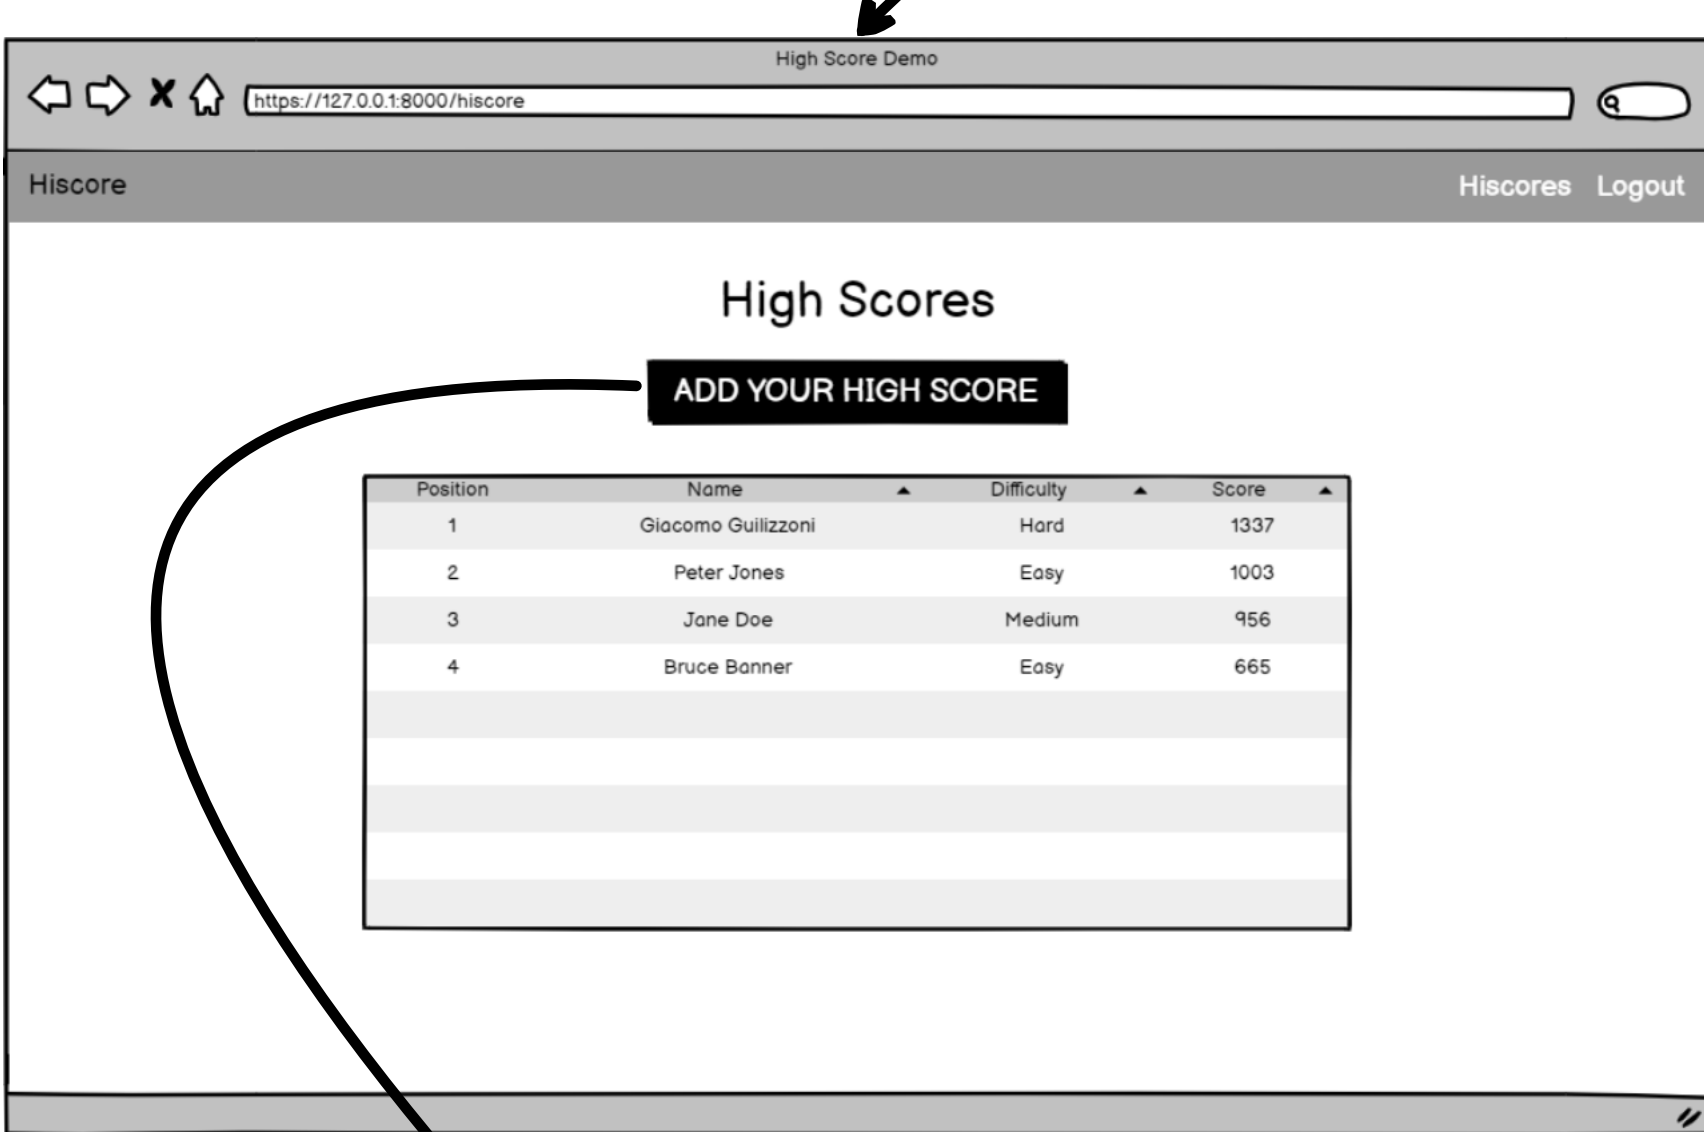 High Score Demo
https://127.0.0.1:8000/hiscore
Hiscore Hiscores Logout
High Scores
ADD YOUR HIGH SCORE
Position Name Difficulty Score
1 Giacomo Guilizzoni Hard 1337
2 Peter Jones Easy 1003
3 Jane Doe Medium 956
4 Bruce Banner Easy 665